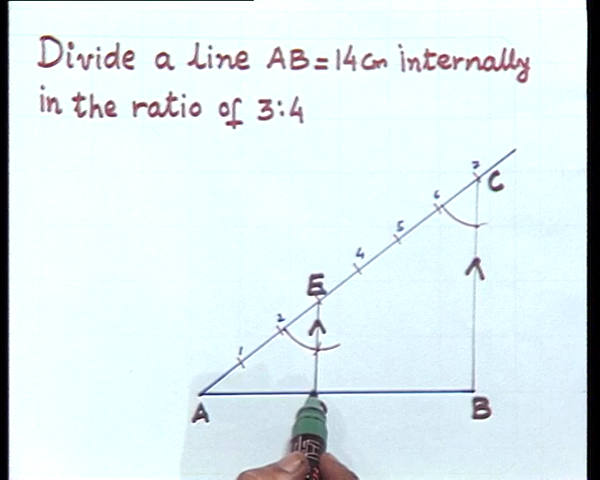 Divide a line AB=14cm internally
in the ratio of 3:4
7
C
6
5
4
E
2
1
A
B